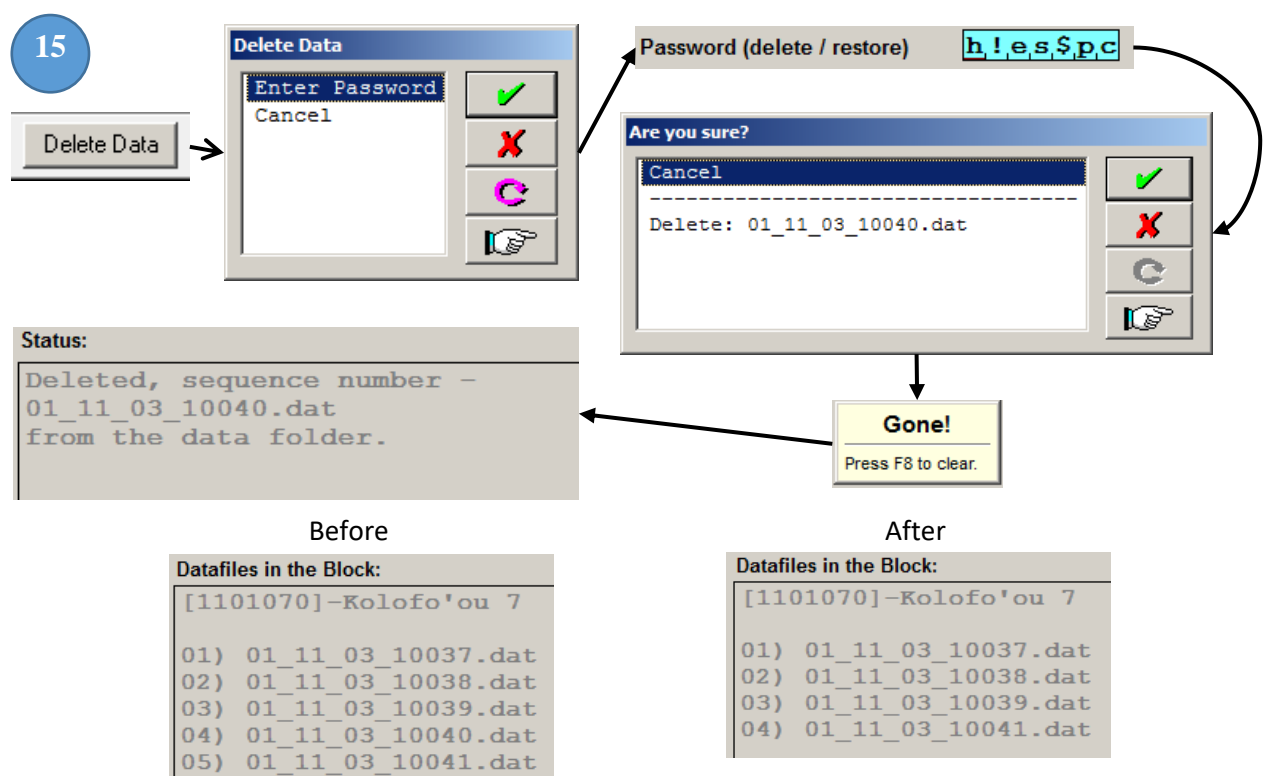 15
Delete Data
Delete Data
Enter Password
Cancel
Password (delete / restore) h!es$pc
Are you sure?
Cancel
-----------------------------------
Delete: 01_11_03_10040.dat
Status:
Deleted, sequence number -
01_11_03_10040.dat
from the data folder.
Gone!
Press F8 to clear.
Before
Datafiles in the Block:
[1101070]-Kolofo'ou 7
01) 01_11_03_10037.dat
02) 01_11_03_10038.dat
03) 01_11_03_10039.dat
04) 01_11_03_10040.dat
05) 01_11_03_10041.dat
After
Datafiles in the Block:
[1101070]-Kolofo'ou 7
01) 01_11_03_10037.dat
02) 01_11_03_10038.dat
03) 01_11_03_10039.dat
04) 01_11_03_10041.dat